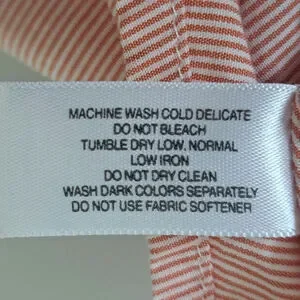 MACHINE WASH COLD DELICATE
DO NOT BLEACH
TUMBLE DRY LOW, NORMAL
LOW IRON
DO NOT DRY CLEAN
WASH DARK COLORS SEPARATELY
DO NOT USE FABRIC SOFTENER